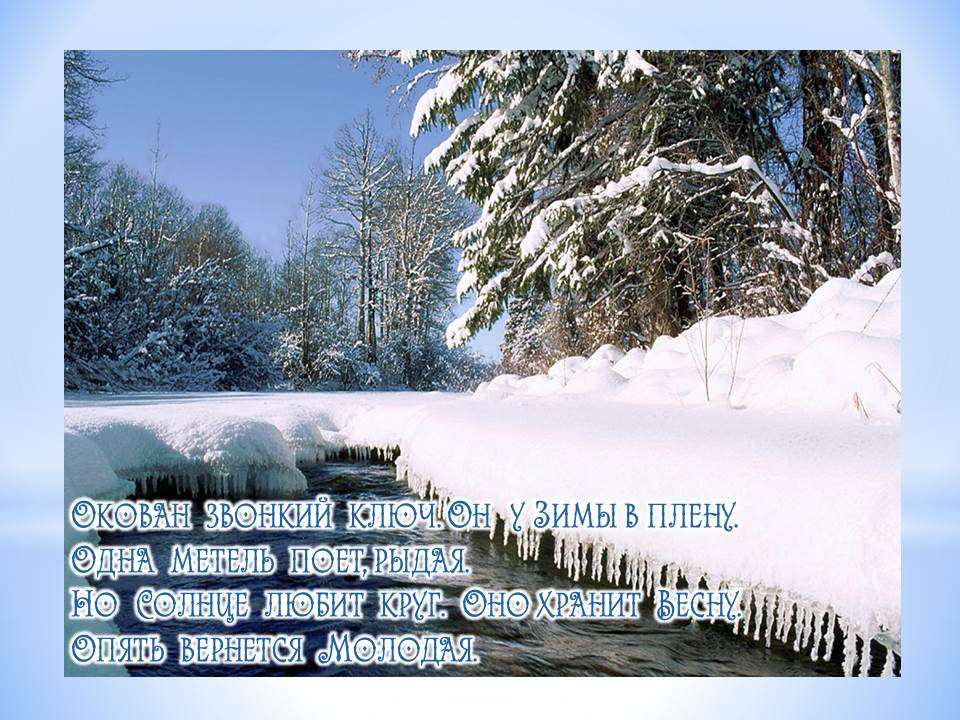 Окован звонкий ключ. Он у Зимы в плену.
Одна метель поет, рыдая.
Но Солнце любит круг. Оно хранит Весну.
Опять вернется Молодая.